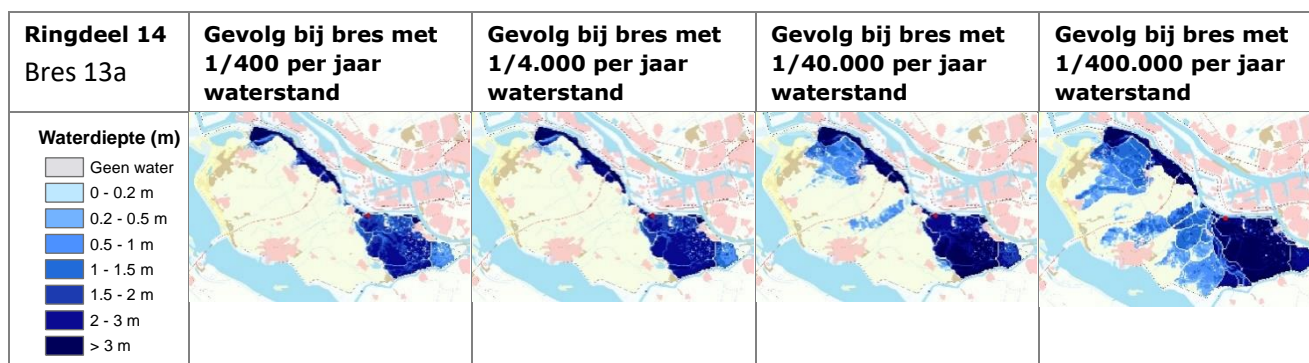 Ringdeel 14
Bres 13a
Gevolg bij bres met
1/400 per jaar
waterstand
Gevolg bij bres met
1/4.000 per jaar
waterstand
Gevolg bij bres met
1/40.000 per jaar
waterstand
Gevolg bij bres met
1/400.000 per jaar
waterstand
Waterdiepte (m)
Geen water
0 - 0.2 m
0.2 - 0.5 m
0.5 - 1 m
1 - 1.5 m
1.5 - 2 m
2 - 3 m
> 3 m